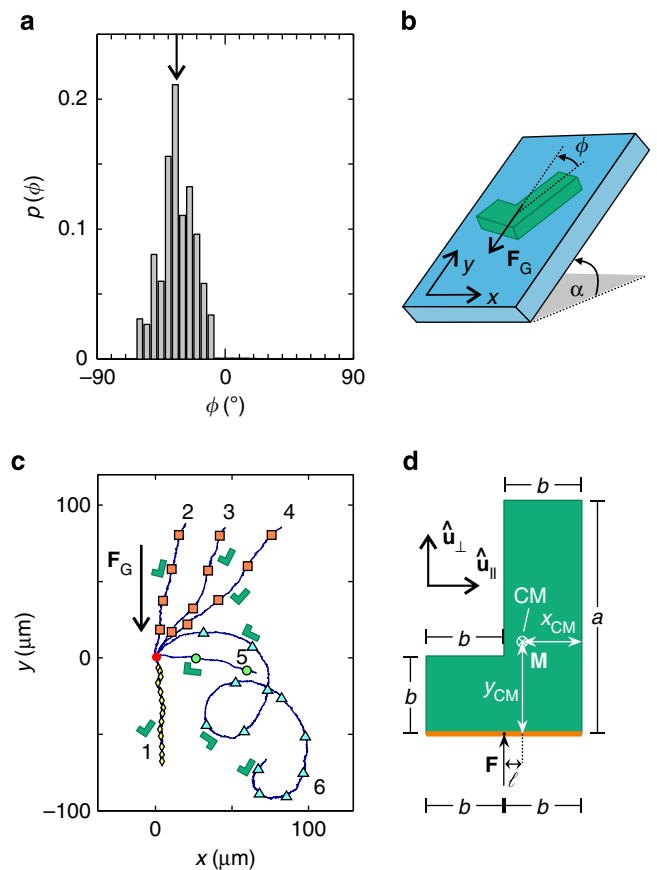 a
0.2
0.1
0
p (ϕ)
−90
0
90
ϕ (°)
b
ϕ
F_G
y
x
α
c
100
0
−100
y (μm)
F_G
2
3
4
5
1
6
0
100
x (μm)
d
b
û⊥
û∥
CM
x_CM
a
M
b
b
y_CM
F
ℓ
b
b